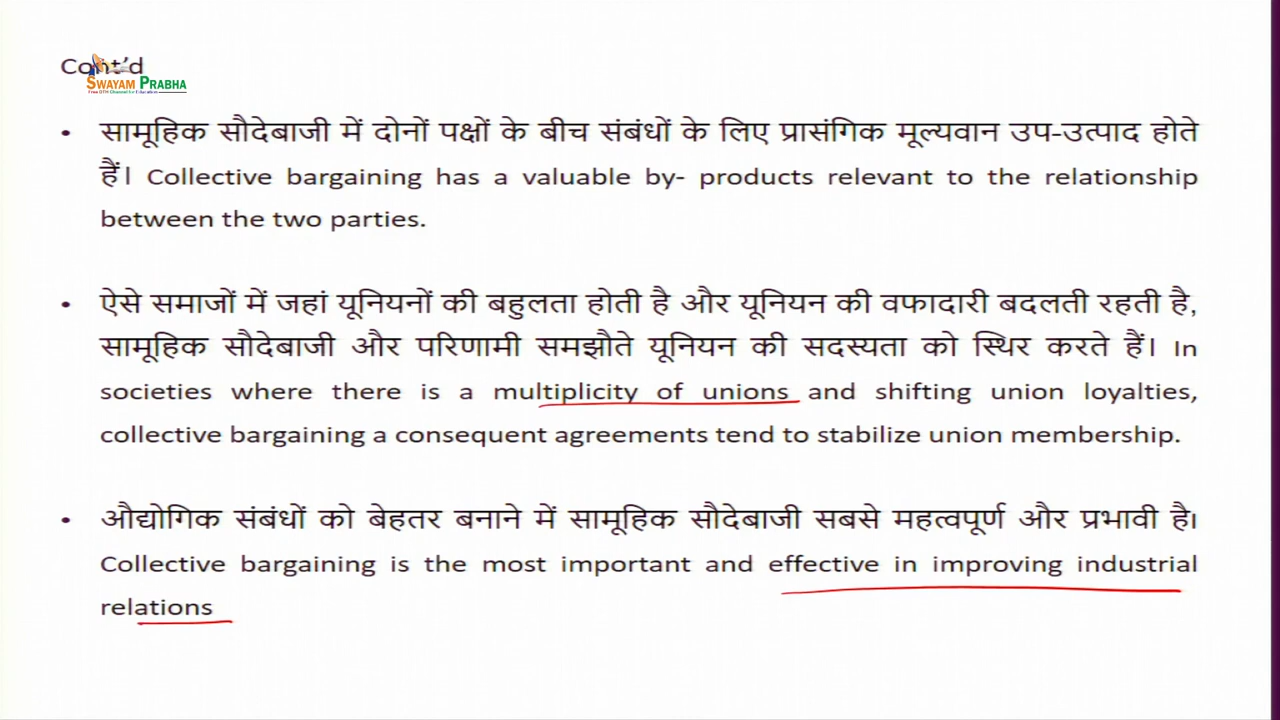 Cont'd
SWAYAM PRABHA
• सामूहिक सौदेबाजी में दोनों पक्षों के बीच संबंधों के लिए प्रासंगिक मूल्यवान उप-उत्पाद होते
हैं। Collective bargaining has a valuable by- products relevant to the relationship
between the two parties.
• ऐसे समाजों में जहां यूनियनों की बहुलता होती है और यूनियन की वफादारी बदलती रहती है,
सामूहिक सौदेबाजी और परिणामी समझौते यूनियन की सदस्यता को स्थिर करते हैं। In
societies where there is a multiplicity of unions and shifting union loyalties,
collective bargaining a consequent agreements tend to stabilize union membership.
• औद्योगिक संबंधों को बेहतर बनाने में सामूहिक सौदेबाजी सबसे महत्वपूर्ण और प्रभावी है।
Collective bargaining is the most important and effective in improving industrial
relations